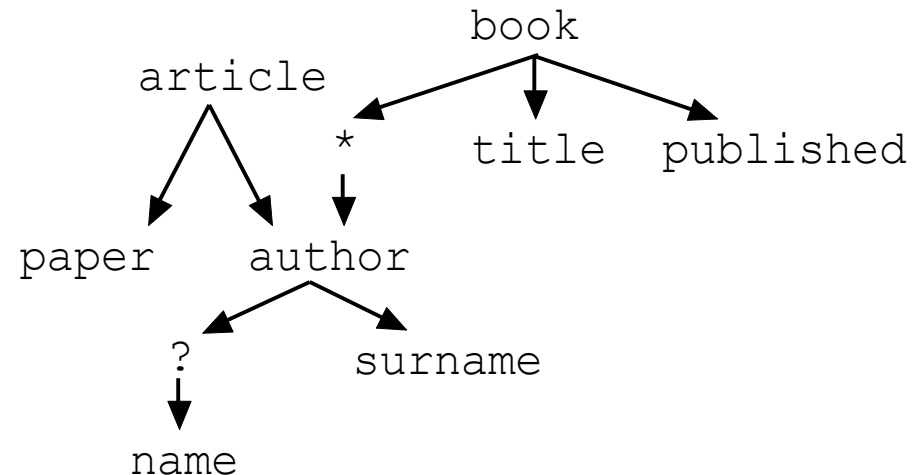 book
article
*
title
published
paper
author
?
surname
name